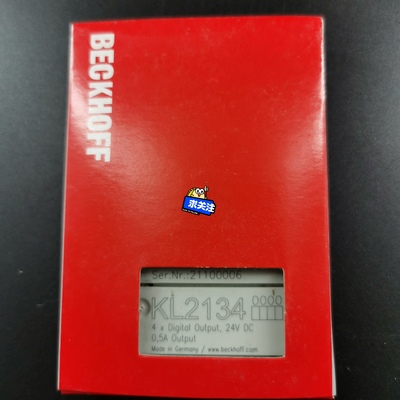 BECKHOFF
求关注
Ser.Nr.:21100006
KL2134
4 x Digital Output, 24V DC
0,5A Output
Made in Germany / www.beckhoff.com